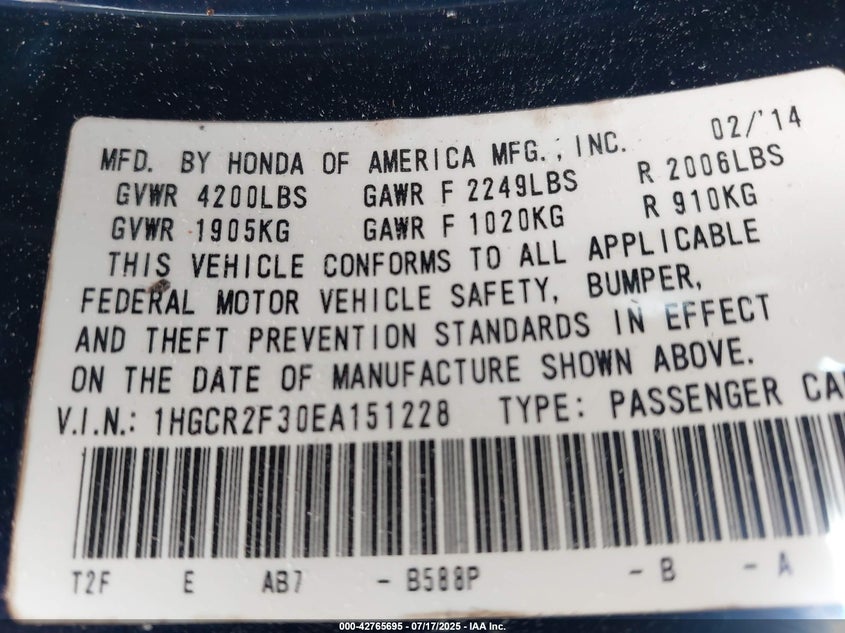 02/'14
MFD. BY HONDA OF AMERICA MFG., INC.
GVWR 4200LBS GAWR F 2249LBS R 2006LBS
GVWR 1905KG GAWR F 1020KG R 910KG
THIS VEHICLE CONFORMS TO ALL APPLICABLE
FEDERAL MOTOR VEHICLE SAFETY, BUMPER,
AND THEFT PREVENTION STANDARDS IN EFFECT
ON THE DATE OF MANUFACTURE SHOWN ABOVE.
V.I.N.: 1HGCR2F30EA151228 TYPE: PASSENGER CA
T2F E AB7 - B588P - B - A
000-42765695 - 07/17/2025 - IAA Inc.